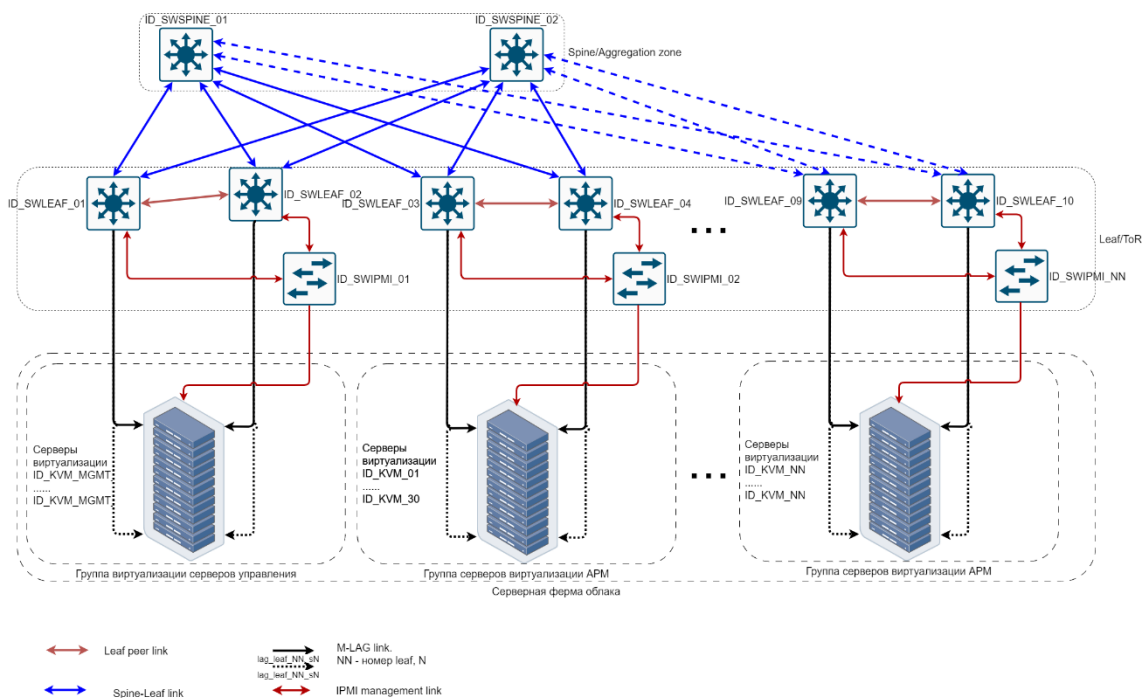 ID_SWSPINE_01
ID_SWSPINE_02
Spine/Aggregation zone
ID_SWLEAF_01
ID_SWLEAF_02
ID_SWLEAF_03
ID_SWLEAF_04
ID_SWLEAF_09
ID_SWLEAF_10
...
Leaf/ToR
ID_SWIPMI_01
ID_SWIPMI_02
ID_SWIPMI_NN
Серверы
виртуализации
ID_KVM_MGMT
......
ID_KVM_MGMT
Серверы
виртуализации
ID_KVM_01
......
ID_KVM_30
...
Серверы
виртуализации
ID_KVM_NN
......
ID_KVM_NN
Группа виртуализации серверов управления
Группа серверов виртуализации АРМ
Группа серверов виртуализации АРМ
Серверная ферма облака
Leaf peer link
lag_leaf_NN_sN
lag_leaf_NN_sN
M-LAG link.
NN - номер leaf, N
Spine-Leaf link
IPMI management link